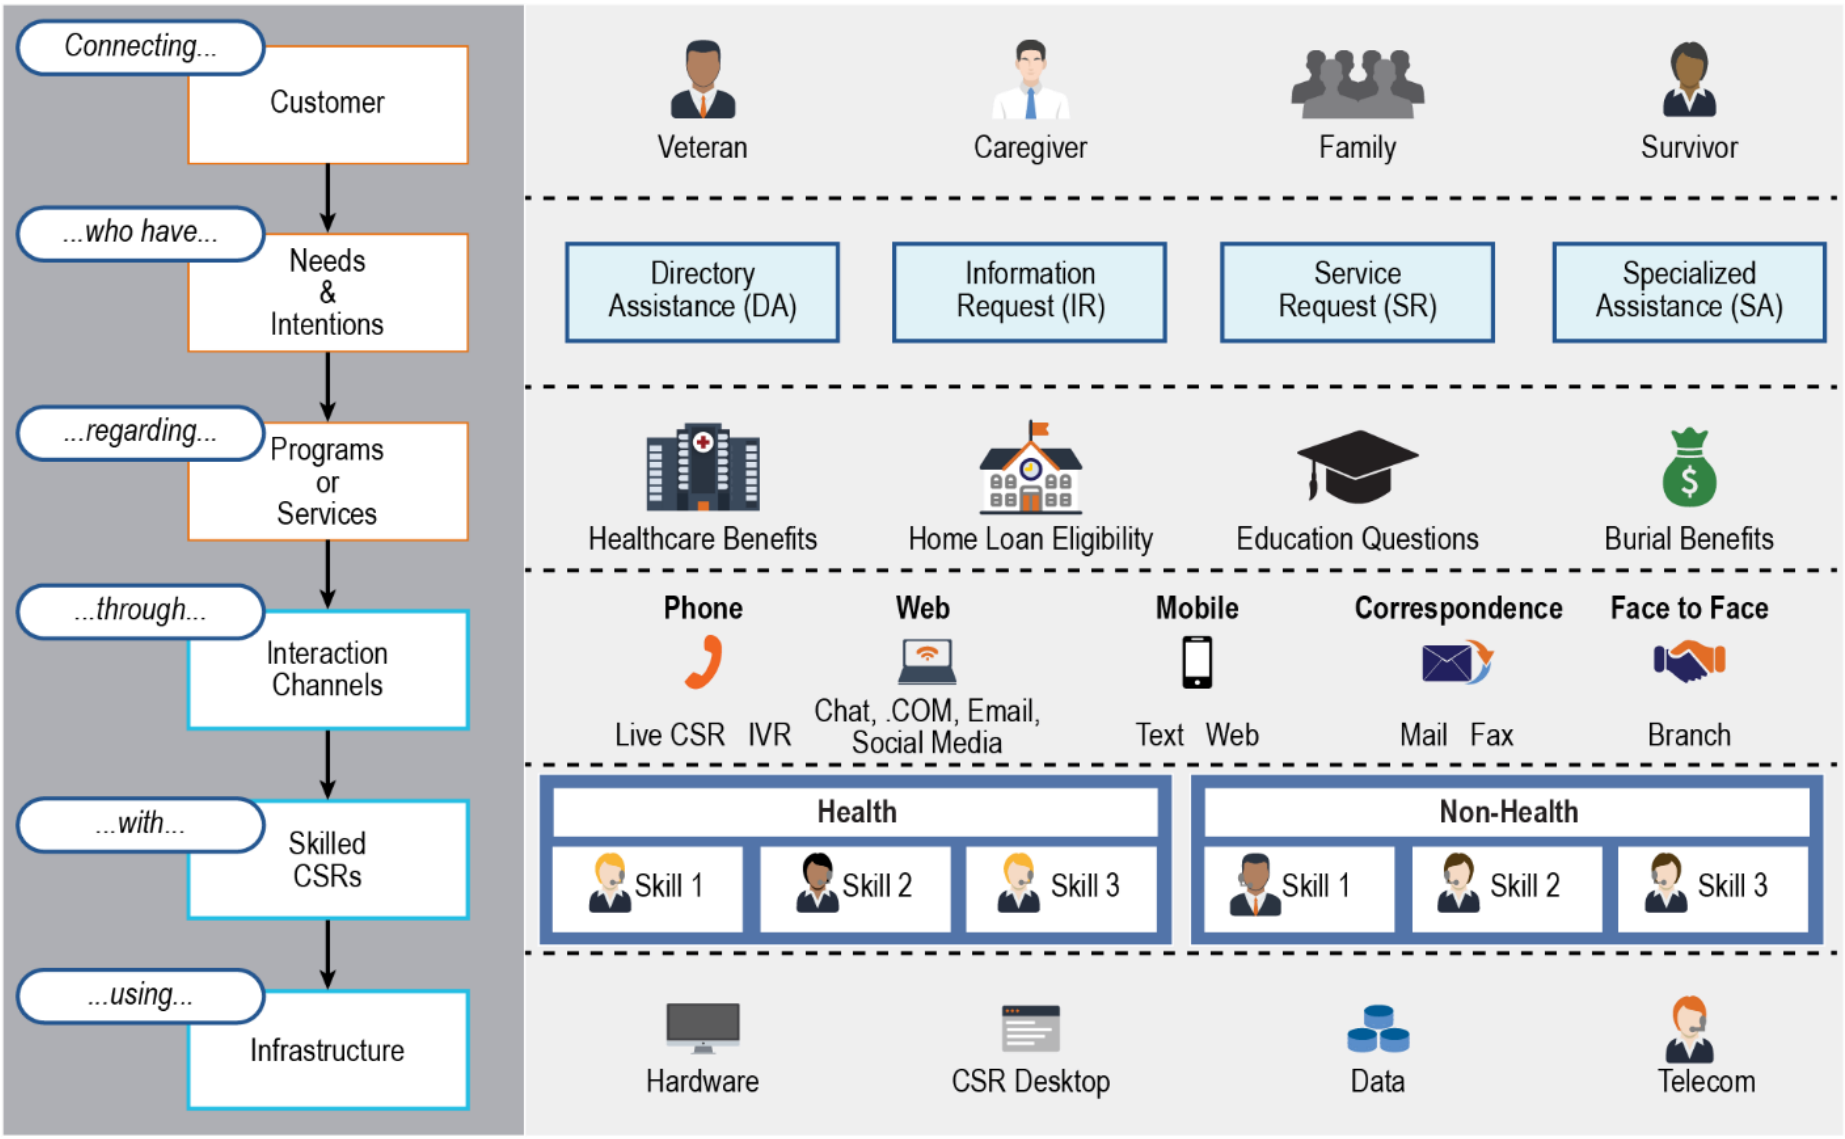 Connecting...
Customer
Veteran
Caregiver
Family
Survivor
...who have...
Needs
&
Intentions
Directory
Assistance (DA)
Information
Request (IR)
Service
Request (SR)
Specialized
Assistance (SA)
...regarding...
Programs
or
Services
Healthcare Benefits
Home Loan Eligibility
Education Questions
$
Burial Benefits
...through...
Interaction
Channels
Phone
Live CSR IVR
Web
Chat, .COM, Email,
Social Media
Mobile
Text Web
Correspondence
Mail Fax
Face to Face
Branch
...with...
Skilled
CSRs
Health
Skill 1
Skill 2
Skill 3
Non-Health
Skill 1
Skill 2
Skill 3
...using...
Infrastructure
Hardware
CSR Desktop
Data
Telecom